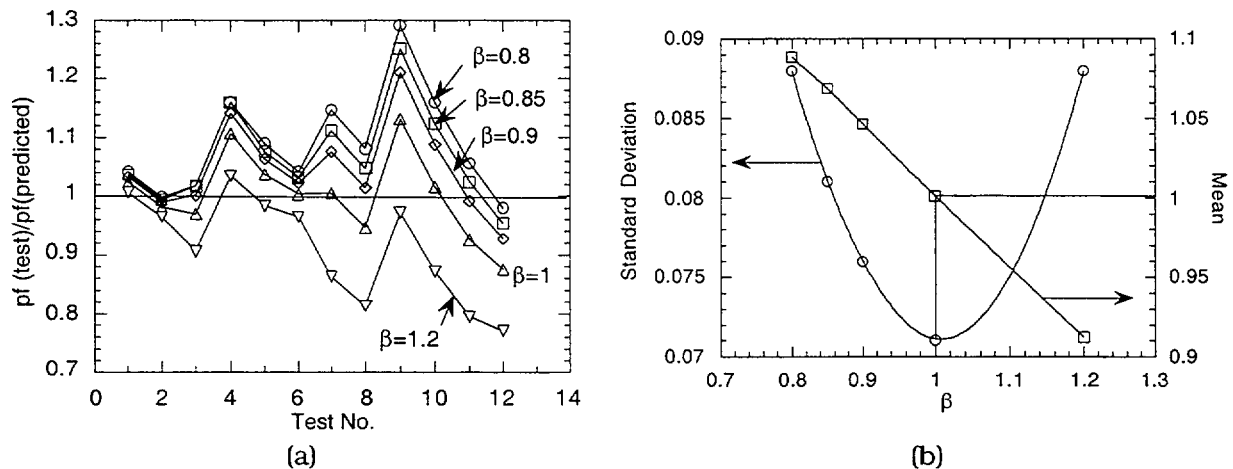 pf (test)/pf(predicted)
1.3
1.2
1.1
1
0.9
0.8
0.7
β=0.8
β=0.85
β=0.9
β=1
β=1.2
0 2 4 6 8 10 12 14
Test No.
(a)
Standard Deviation
0.09
0.085
0.08
0.075
0.07
1.1
1.05
1
0.95
0.9
Mean
0.7 0.8 0.9 1 1.1 1.2 1.3
β
(b)